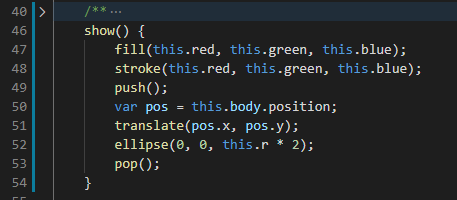 40 > /** ...
46 show() {
47 fill(this.red, this.green, this.blue);
48 stroke(this.red, this.green, this.blue);
49 push();
50 var pos = this.body.position;
51 translate(pos.x, pos.y);
52 ellipse(0, 0, this.r * 2);
53 pop();
54 }